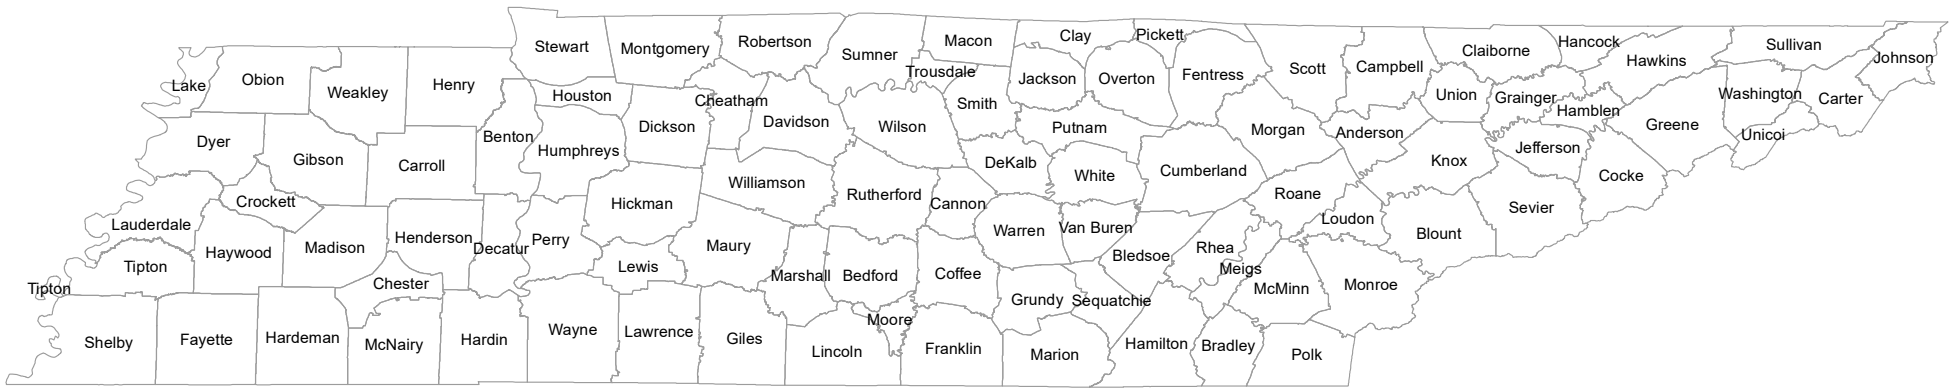 Stewart
Montgomery
Robertson
Sumner
Macon
Clay
Pickett
Fentress
Scott
Campbell
Claiborne
Hancock
Hawkins
Sullivan
Johnson
Lake
Obion
Weakley
Henry
Houston
Cheatham
Trousdale
Smith
Jackson
Overton
Union
Grainger
Hamblen
Washington
Carter
Unicoi
Greene
Dyer
Gibson
Carroll
Benton
Humphreys
Dickson
Davidson
Wilson
Putnam
DeKalb
White
Cumberland
Morgan
Anderson
Knox
Jefferson
Cocke
Crockett
Lauderdale
Haywood
Madison
Henderson
Decatur
Perry
Hickman
Williamson
Rutherford
Cannon
Warren
Van Buren
Bledsoe
Rhea
Roane
Loudon
Blount
Sevier
Tipton
Tipton
Chester
Lewis
Maury
Marshall
Bedford
Coffee
Grundy
Sequatchie
Meigs
McMinn
Monroe
Shelby
Fayette
Hardeman
McNairy
Hardin
Wayne
Lawrence
Giles
Lincoln
Moore
Franklin
Marion
Hamilton
Bradley
Polk